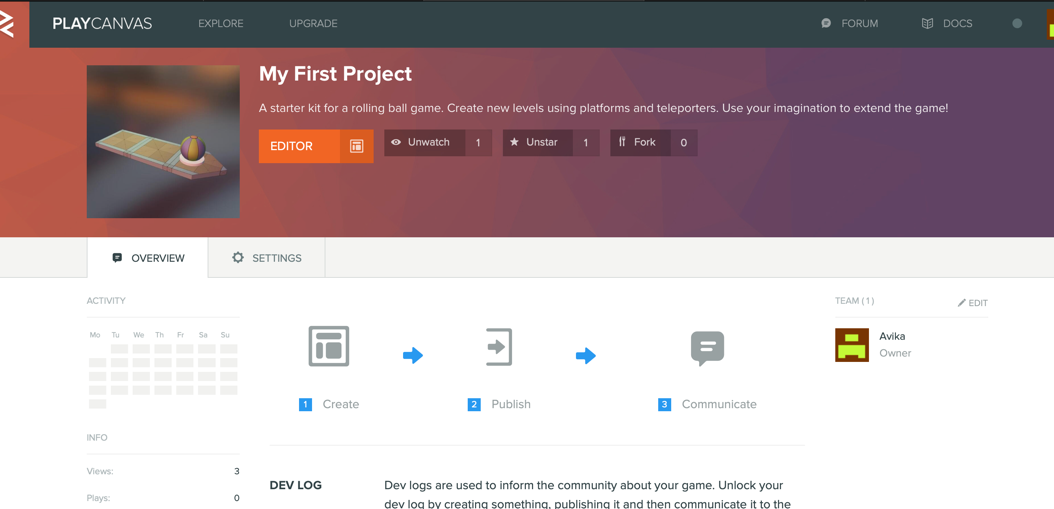 PLAYCANVAS EXPLORE UPGRADE FORUM DOCS
My First Project
A starter kit for a rolling ball game. Create new levels using platforms and teleporters. Use your imagination to extend the game!
EDITOR Unwatch 1 Unstar 1 Fork 0
OVERVIEW SETTINGS
ACTIVITY
Mo Tu We Th Fr Sa Su
INFO
Views: 3
Plays: 0
1 Create 2 Publish 3 Communicate
DEV LOG
Dev logs are used to inform the community about your game. Unlock your
dev log by creating something, publishing it and then communicate it to the
TEAM ( 1 ) EDIT
Avika
Owner